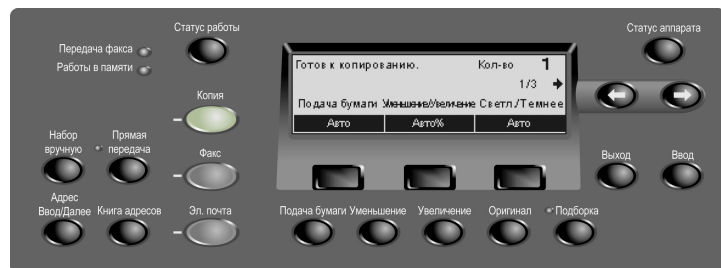 Статус работы
Статус аппарата
Передача факса
Работы в памяти
Готов к копированию. Кол-во 1
1/3
Подача бумаги Уменьшение/Увеличение Светл./Темнее
Авто Авто% Авто
Копия
Набор вручную
Прямая передача
Факс
Выход
Ввод
Адрес
Ввод/Далее
Книга адресов
Эл. почта
Подача бумаги
Уменьшение
Увеличение
Оригинал
Подборка